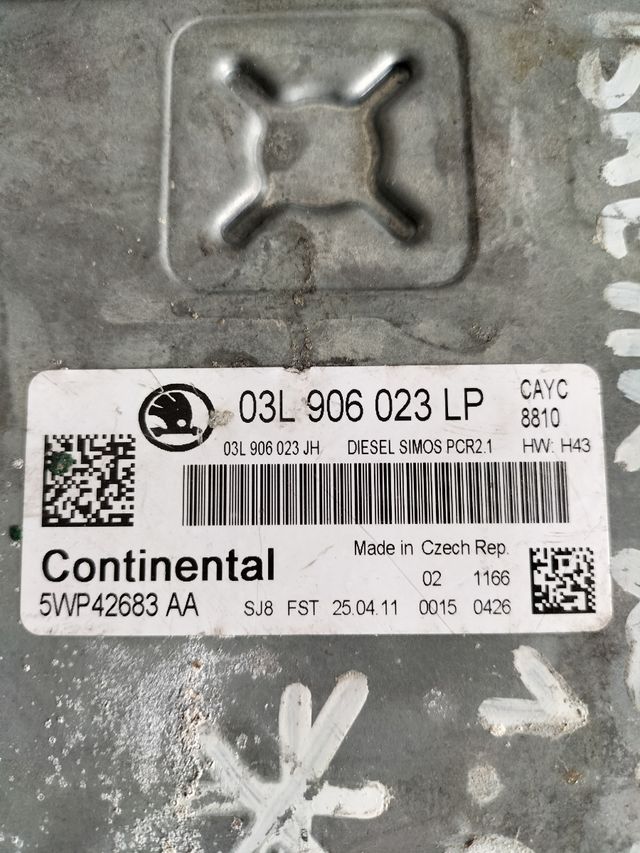 03L 906 023 LP CAYC
8810
03L 906 023 JH DIESEL SIMOS PCR2.1 HW: H43
Continental Made in Czech Rep.
02 1166
5WP42683 AA SJ8 FST 25.04.11 0015 0426